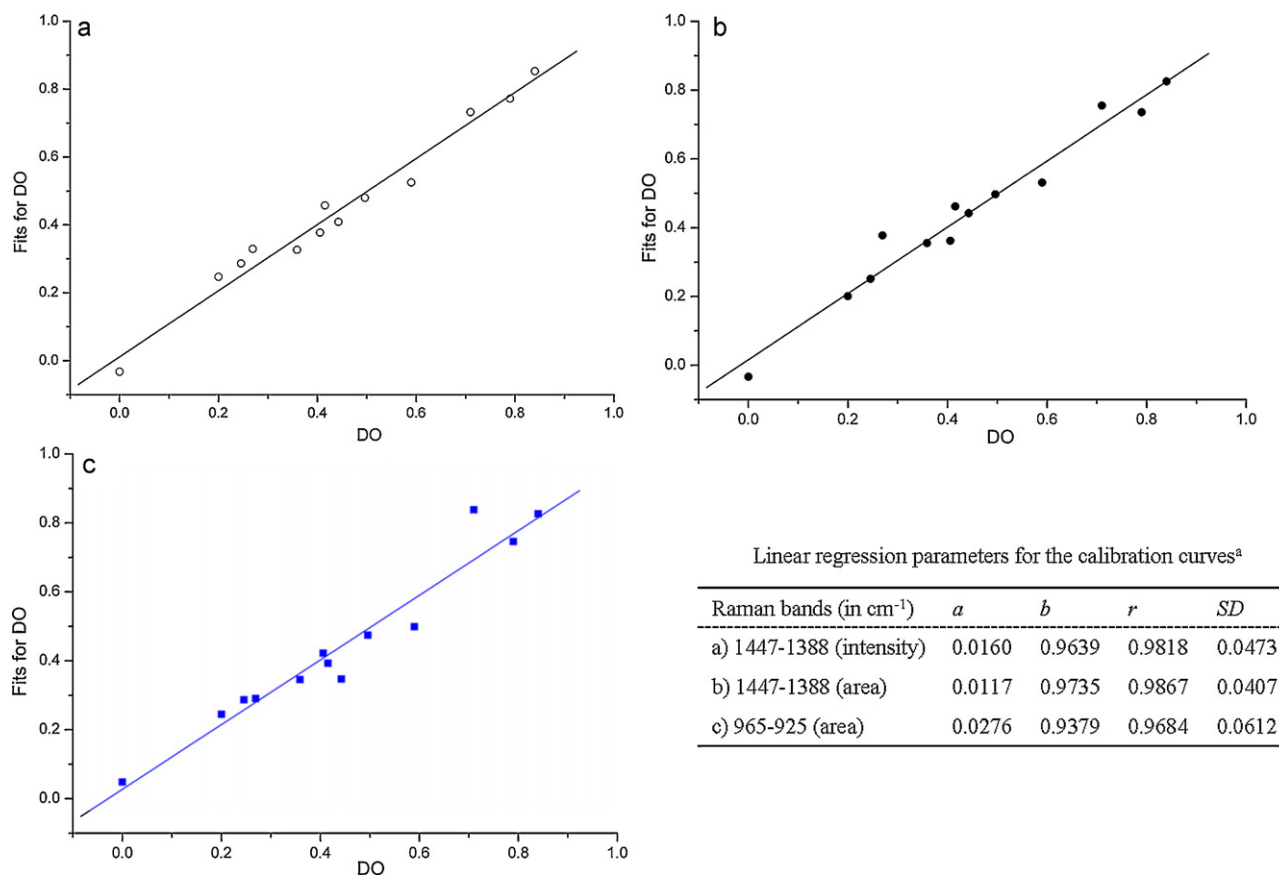 a
1.0
0.8
0.6
0.4
0.2
0.0
Fits for DO
0.0 0.2 0.4 0.6 0.8 1.0
DO
b
1.0
0.8
0.6
0.4
0.2
0.0
Fits for DO
0.0 0.2 0.4 0.6 0.8 1.0
DO
c
1.0
0.8
0.6
0.4
0.2
0.0
Fits for DO
0.0 0.2 0.4 0.6 0.8 1.0
DO
Linear regression parameters for the calibration curvesᵃ
Raman bands (in cm⁻¹) a b r SD
a) 1447-1388 (intensity) 0.0160 0.9639 0.9818 0.0473
b) 1447-1388 (area) 0.0117 0.9735 0.9867 0.0407
c) 965-925 (area) 0.0276 0.9379 0.9684 0.0612